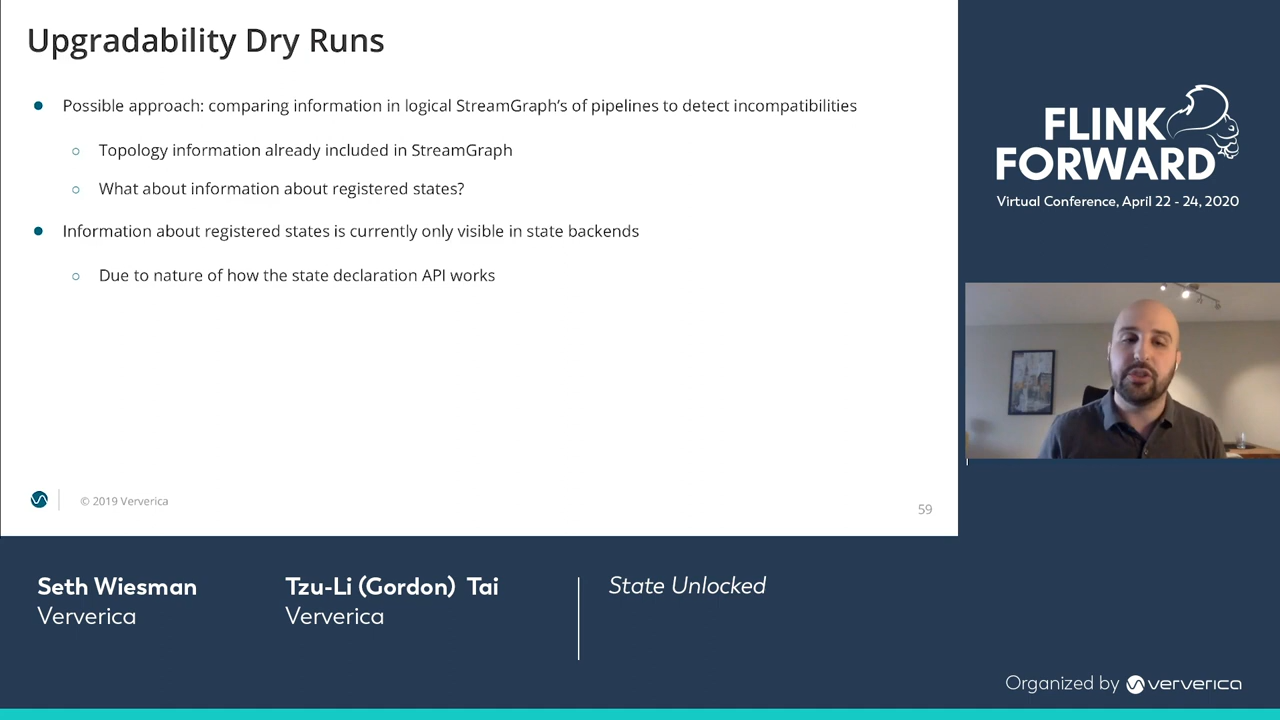 Upgradability Dry Runs
Possible approach: comparing information in logical StreamGraph's of pipelines to detect incompatibilities
Topology information already included in StreamGraph
What about information about registered states?
Information about registered states is currently only visible in state backends
Due to nature of how the state declaration API works
© 2019 Ververica
59
FLINK
FORWARD
Virtual Conference, April 22 - 24, 2020
Seth Wiesman
Ververica
Tzu-Li (Gordon) Tai
Ververica
State Unlocked
Organized by ververica